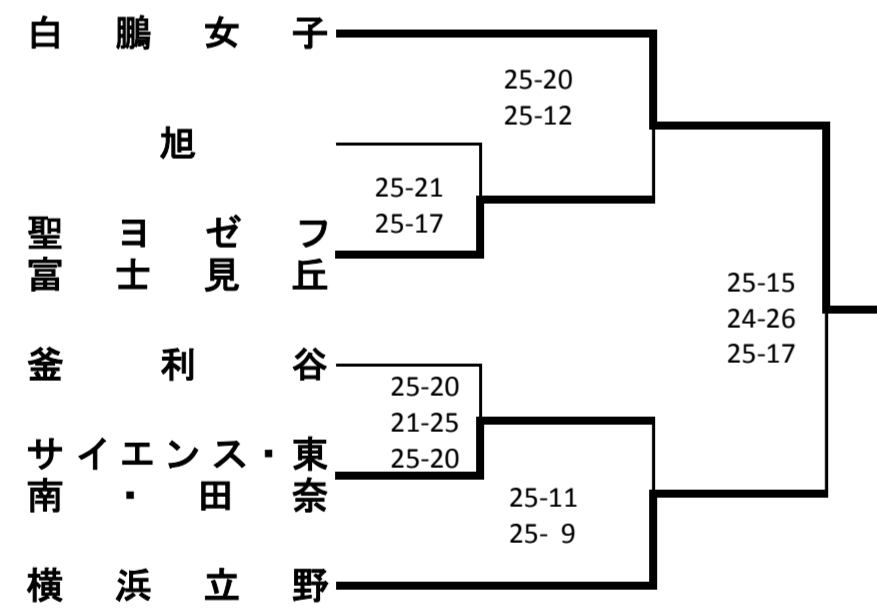 白鵬女子
25-20
25-12
旭
25-21
25-17
聖ヨゼフ
富士見丘
25-15
24-26
25-17
釜利谷
25-20
21-25
25-20
サイエンス・東
南・田奈
25-11
25- 9
横浜立野